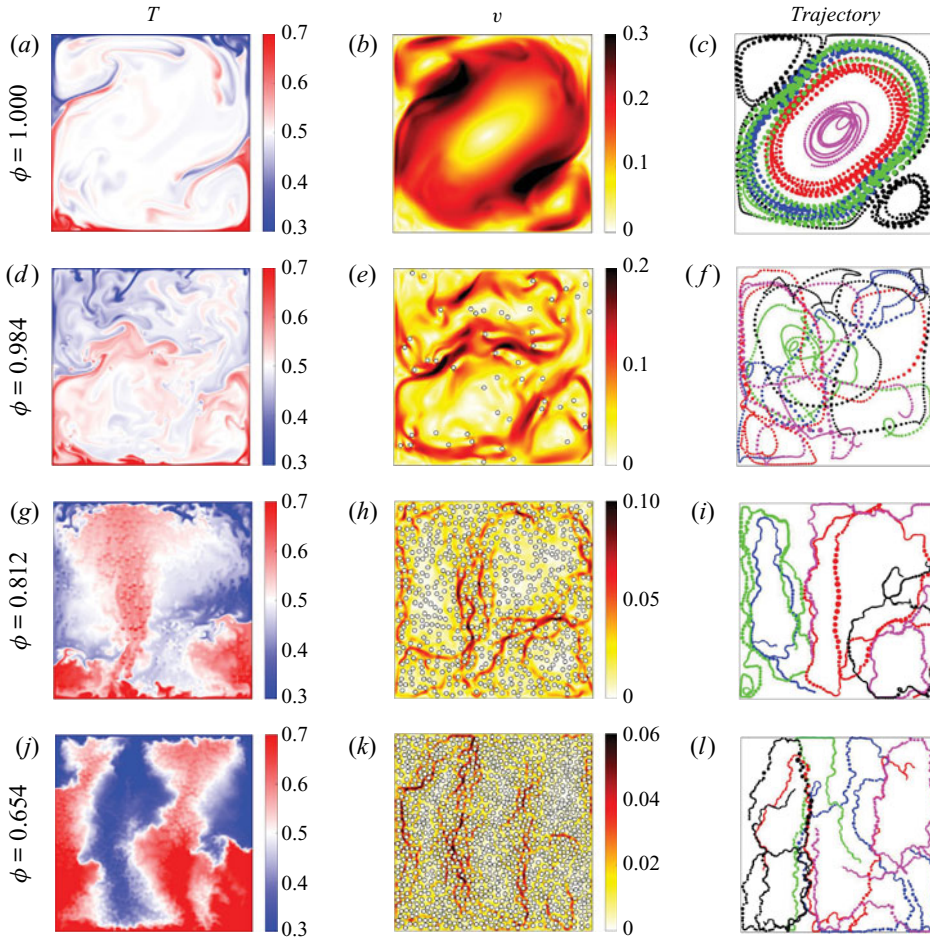 T v Trajectory
(a) 0.7 (b) 0.3 (c)
0.6
0.2
ϕ = 1.000
0.5
0.1
0.4
0.3 0
(d) 0.7 (e) 0.2 (f)
0.6
ϕ = 0.984
0.5 0.1
0.4
0.3 0
(g) 0.7 (h) 0.10 (i)
0.6
ϕ = 0.812
0.5 0.05
0.4
0.3 0
(j) 0.7 (k) 0.06 (l)
0.6
0.04
ϕ = 0.654
0.5
0.02
0.4
0.3 0